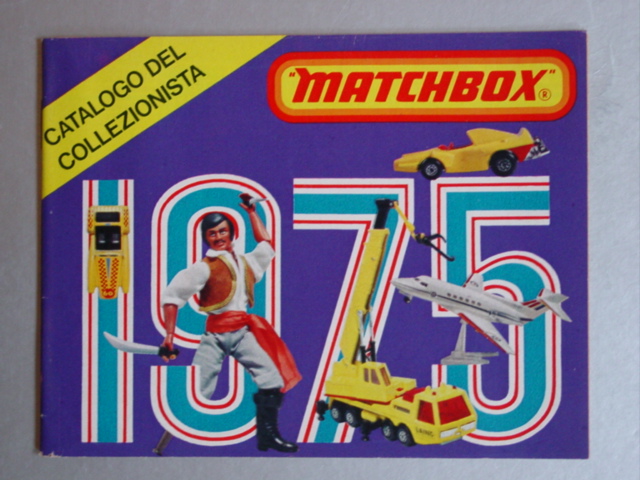 CATALOGO DEL
COLLEZIONISTA
"MATCHBOX"®
1975